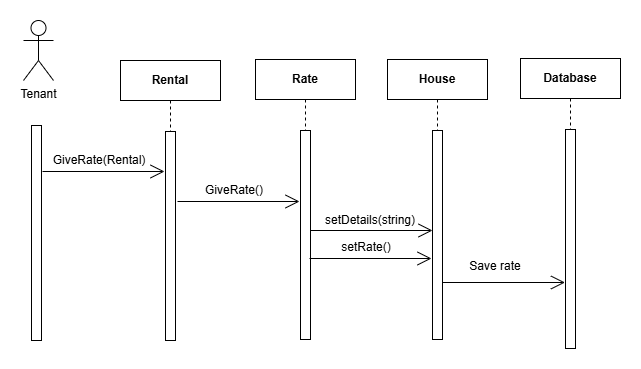 Tenant
Rental
Rate
House
Database
GiveRate(Rental)
GiveRate()
setDetails(string)
setRate()
Save rate